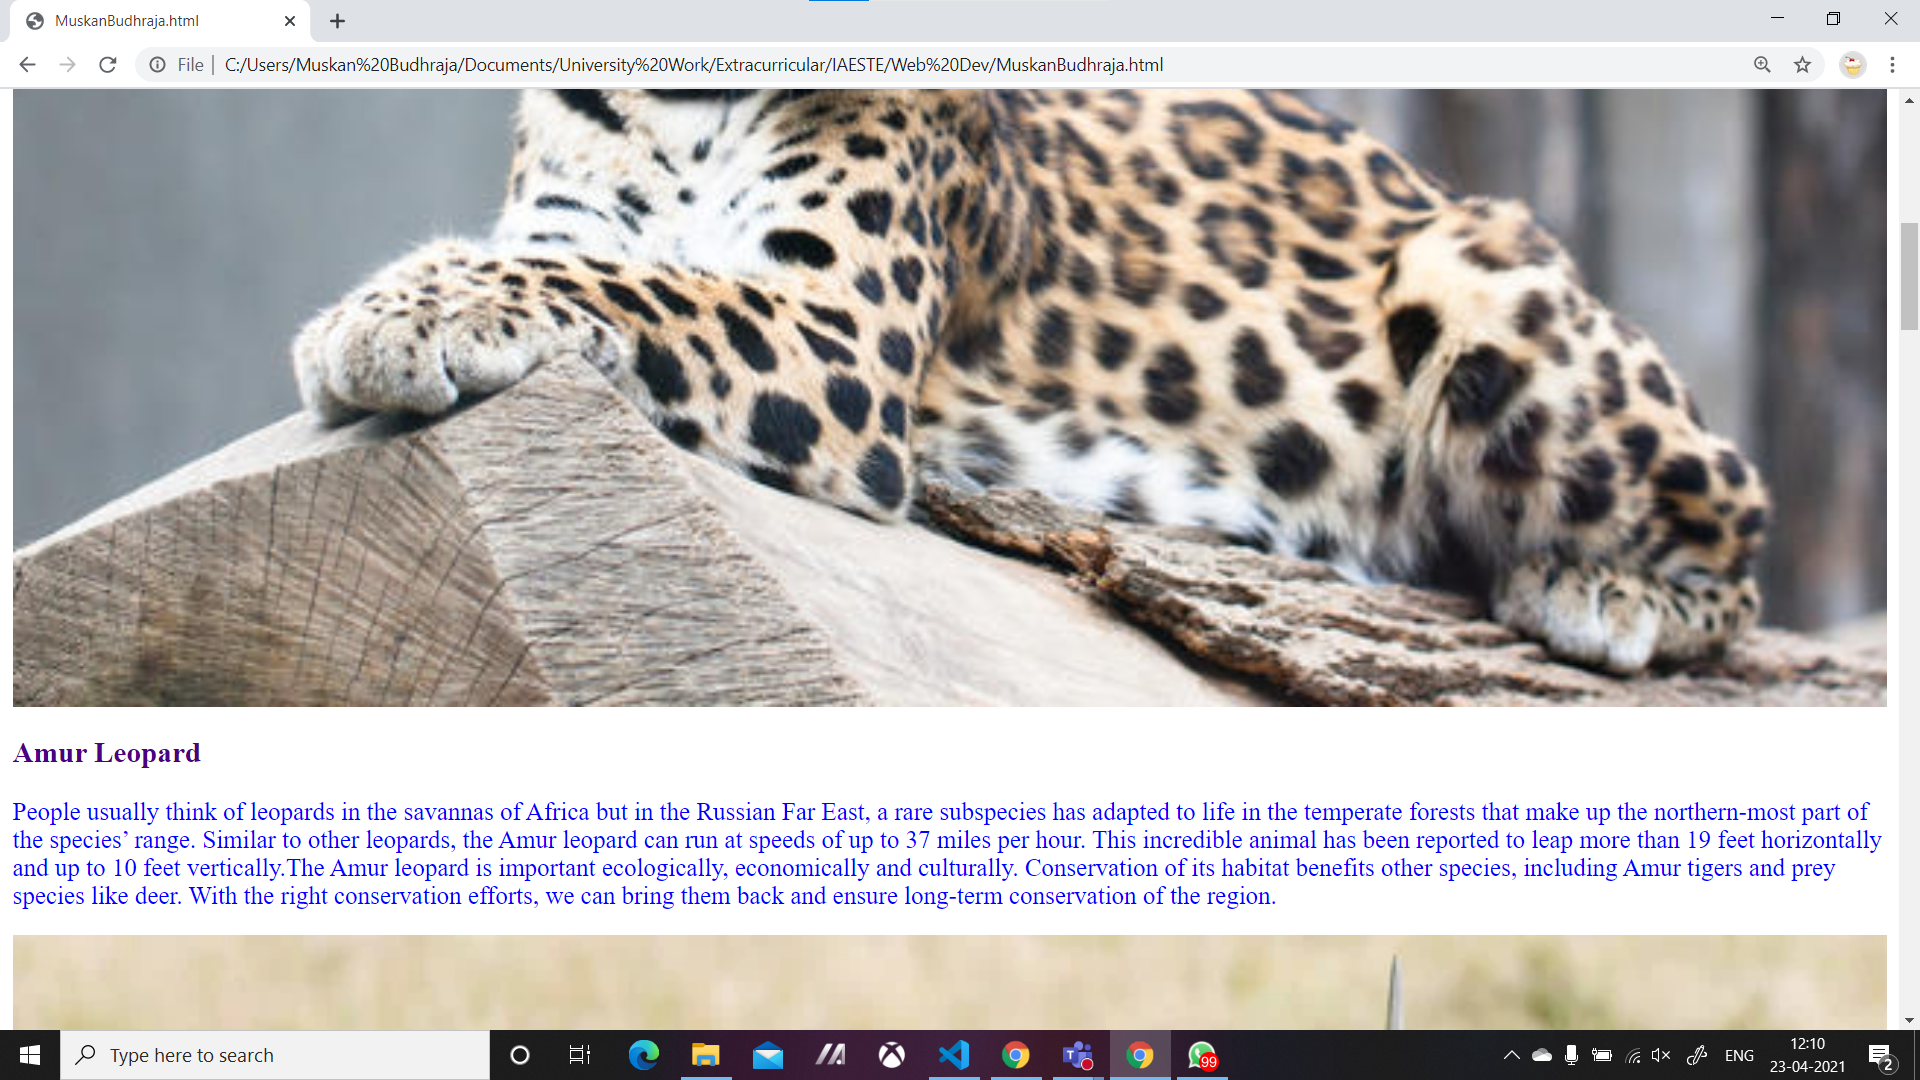 MuskanBudhraja.html
File | C:/Users/Muskan%20Budhraja/Documents/University%20Work/Extracurricular/IAESTE/Web%20Dev/MuskanBudhraja.html
Amur Leopard
People usually think of leopards in the savannas of Africa but in the Russian Far East, a rare subspecies has adapted to life in the temperate forests that make up the northern-most part of
the species’ range. Similar to other leopards, the Amur leopard can run at speeds of up to 37 miles per hour. This incredible animal has been reported to leap more than 19 feet horizontally
and up to 10 feet vertically.The Amur leopard is important ecologically, economically and culturally. Conservation of its habitat benefits other species, including Amur tigers and prey
species like deer. With the right conservation efforts, we can bring them back and ensure long-term conservation of the region.
Type here to search
99
ENG
12:10
23-04-2021
2